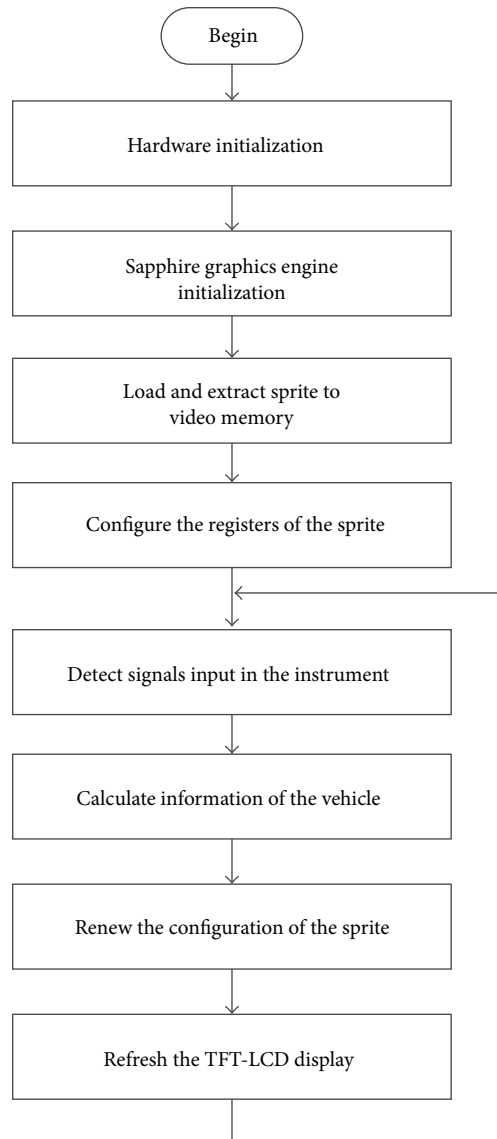 Begin
Hardware initialization
Sapphire graphics engine
initialization
Load and extract sprite to
video memory
Configure the registers of the sprite
Detect signals input in the instrument
Calculate information of the vehicle
Renew the configuration of the sprite
Refresh the TFT-LCD display